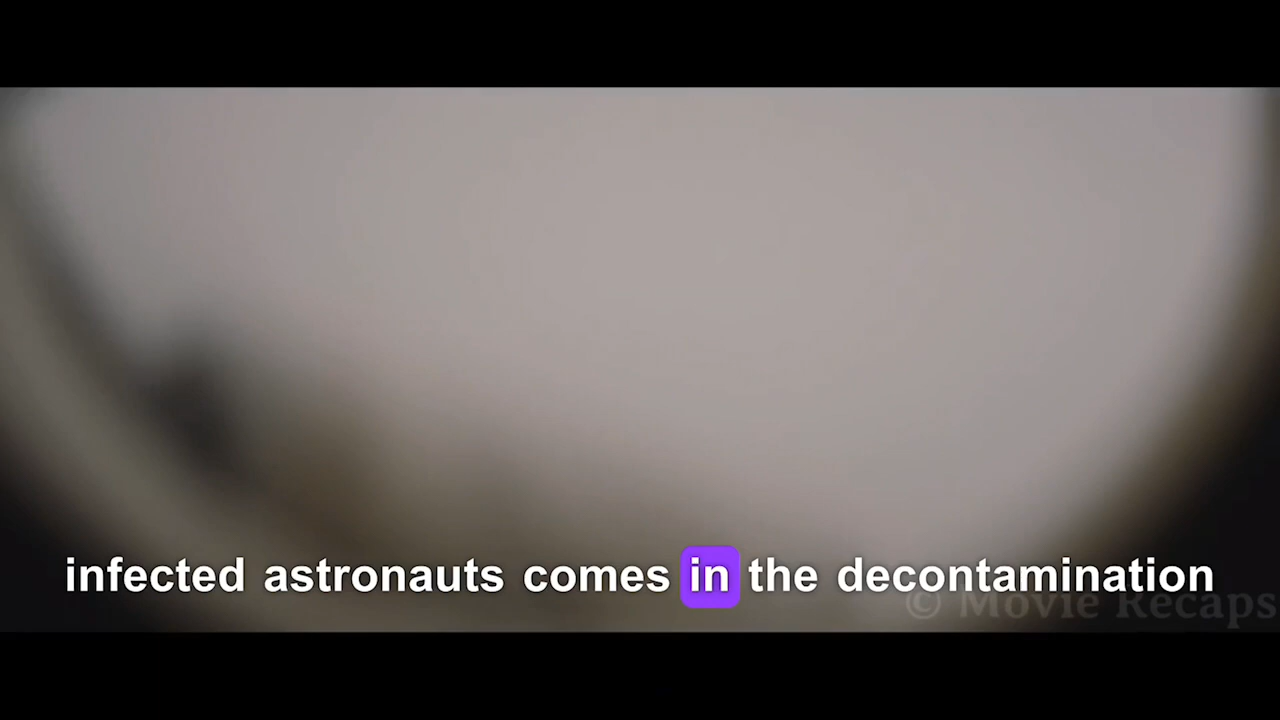 infected astronauts comes in the decontamination
© Movie Recaps